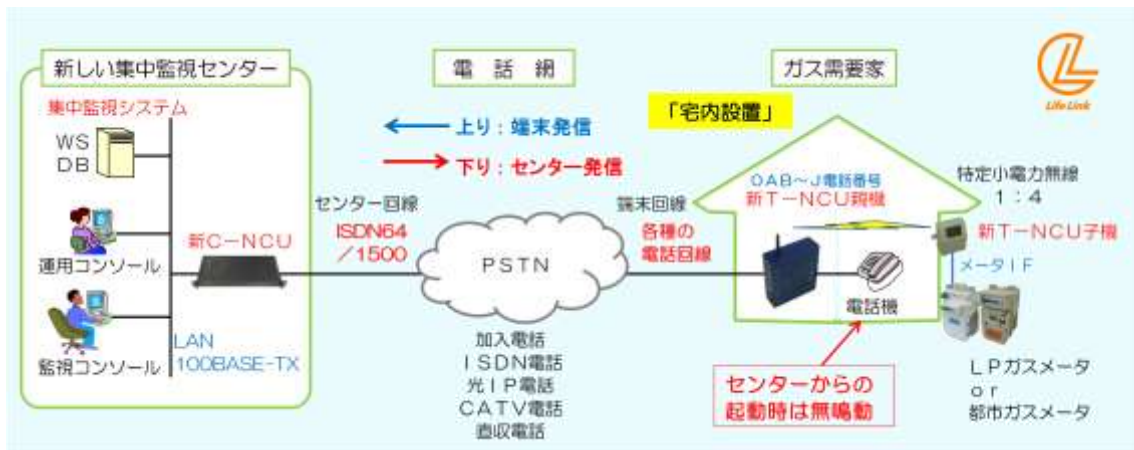 新しい集中監視センター
集中監視システム
WS
DB
運用コンソール
監視コンソール
新C−NCU
LAN
100BASE-TX
電 話 網
上り：端末発信
下り：センター発信
センター回線
ISDN64
／1500
PSTN
端末回線
各種の
電話回線
加入電話
ISDN電話
光IP電話
CATV電話
直収電話
ガス需要家
「宅内設置」
0AB～J電話番号
新T−NCU親機
電話機
センターからの
起動時は無鳴動
Life Link
特定小電力無線
1：4
新T−NCU子機
メータIF
LPガスメータ
or
都市ガスメータ